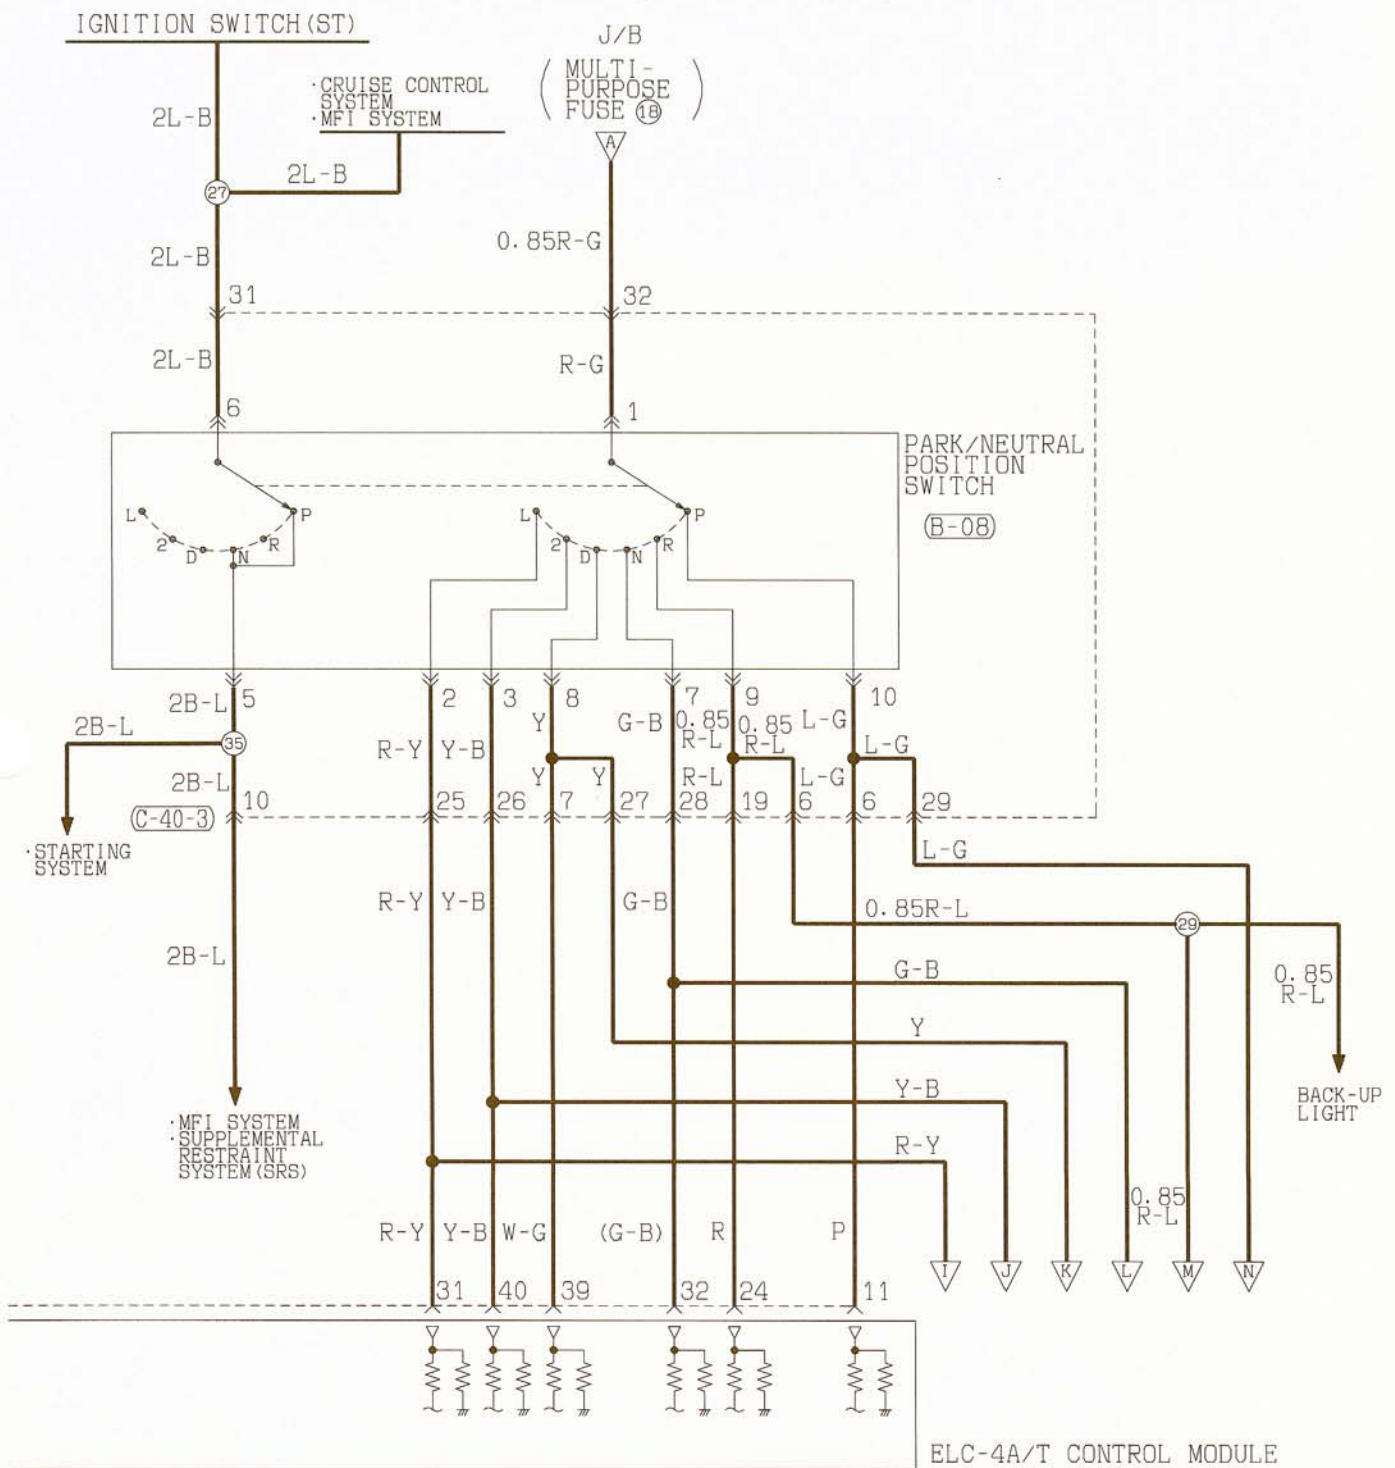 IGNITION SWITCH(ST)
J/B
(MULTI-
PURPOSE
FUSE 18)
·CRUISE CONTROL
SYSTEM
·MFI SYSTEM
A
2L-B
2L-B
27
2L-B
0.85R-G
31
32
2L-B
R-G
6
1
PARK/NEUTRAL
POSITION
SWITCH
(B-08)
L
2
D
N
R
P
L
2
D
N
R
P
5
2
3
8
7
9
10
2B-L
2B-L
35
2B-L
R-Y
Y-B
Y
G-B
0.85
R-L
0.85
R-L
L-G
L-G
Y
Y
R-L
L-G
(C-40-3)
10
25
26
7
27
28
19
6
6
29
·STARTING
SYSTEM
L-G
R-Y
Y-B
G-B
0.85R-L
29
2B-L
G-B
0.85
R-L
Y
Y-B
BACK-UP
LIGHT
·MFI SYSTEM
·SUPPLEMENTAL
RESTRAINT
SYSTEM(SRS)
R-Y
0.85
R-L
R-Y
Y-B
W-G
(G-B)
R
P
I
J
K
L
M
N
31
40
39
32
24
11
ELC-4A/T CONTROL MODULE